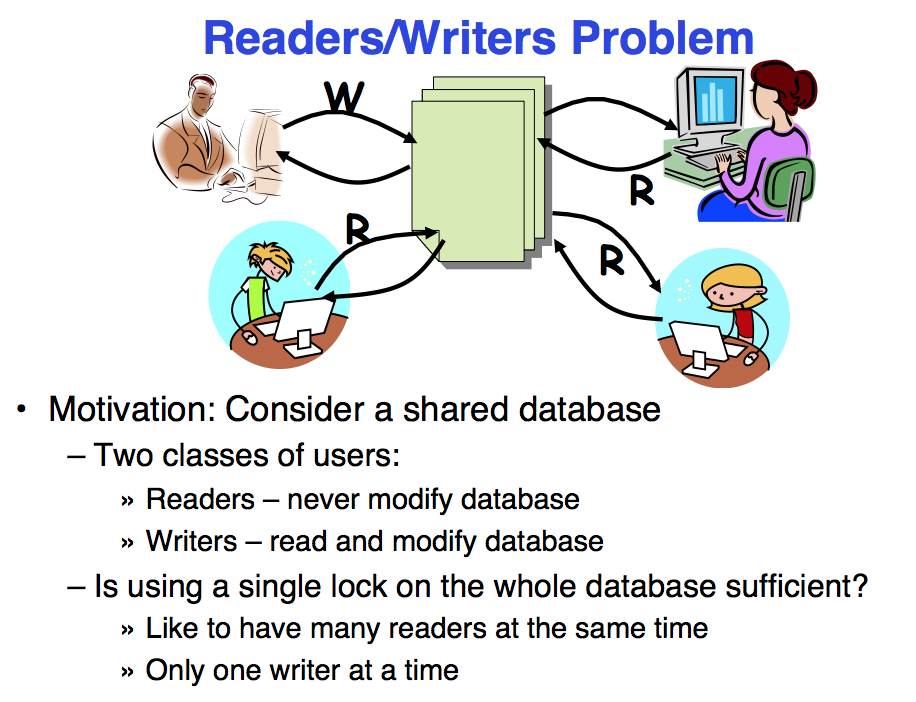 Readers/Writers Problem
W
R
R
R
• Motivation: Consider a shared database
– Two classes of users:
» Readers – never modify database
» Writers – read and modify database
– Is using a single lock on the whole database sufficient?
» Like to have many readers at the same time
» Only one writer at a time